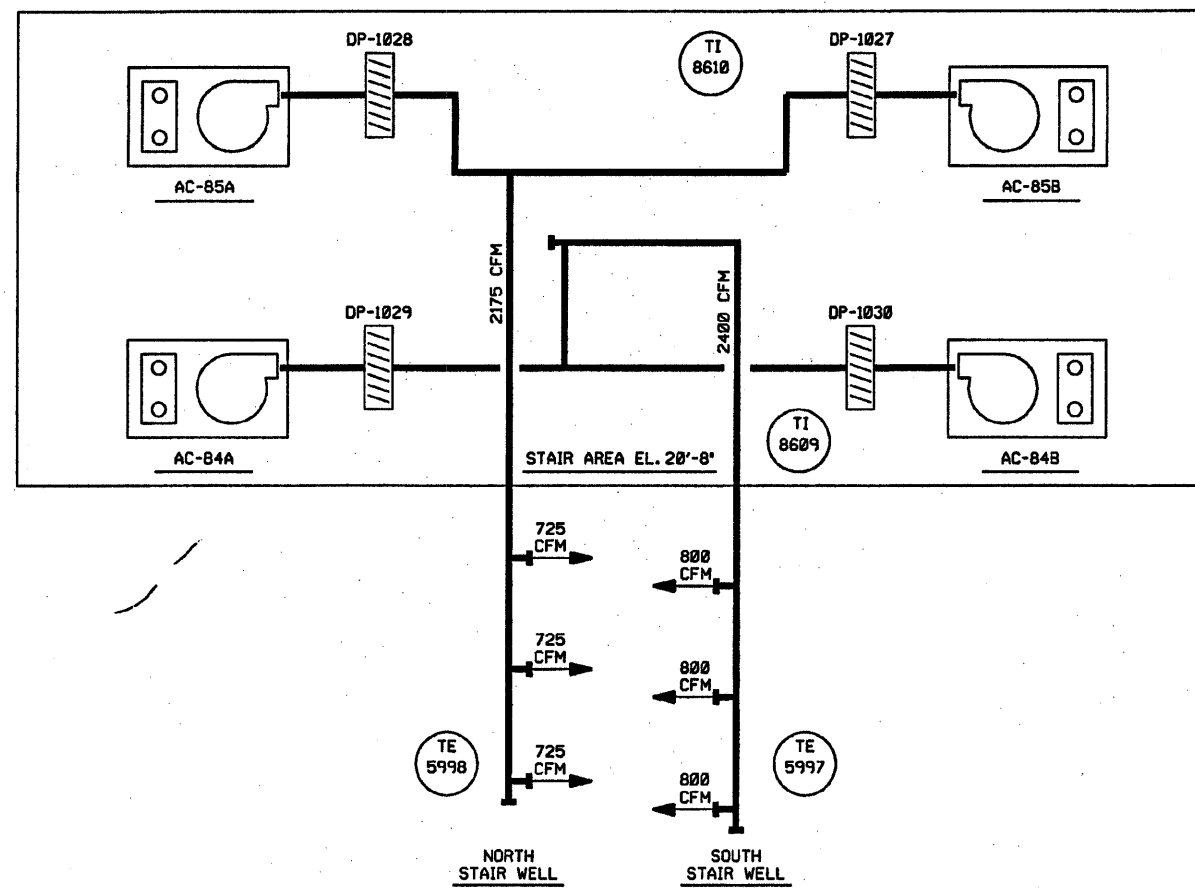 DP-1028
TI
8610
DP-1027
AC-85A
AC-85B
2175 CFM
2400 CFM
DP-1029
DP-1030
TI
8609
AC-84A
STAIR AREA EL. 20'-8"
AC-84B
725
CFM
800
CFM
725
CFM
800
CFM
TE
5998
725
CFM
TE
5997
800
CFM
NORTH
STAIR WELL
SOUTH
STAIR WELL